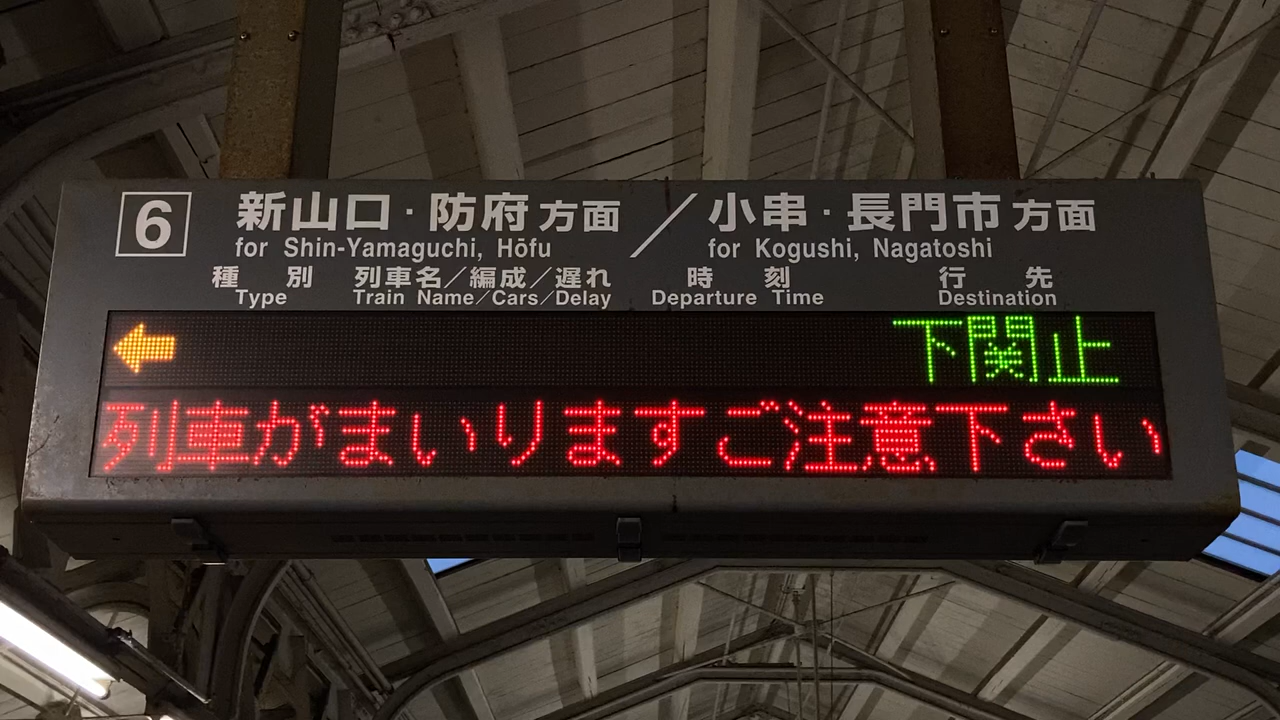 6 新山口・防府方面／小串・長門市方面
for Shin-Yamaguchi, Hōfu for Kogushi, Nagatoshi
種別 列車名／編成／遅れ 時刻 行先
Type Train Name/Cars/Delay Departure Time Destination
← 下関止
列車がまいりますご注意下さい